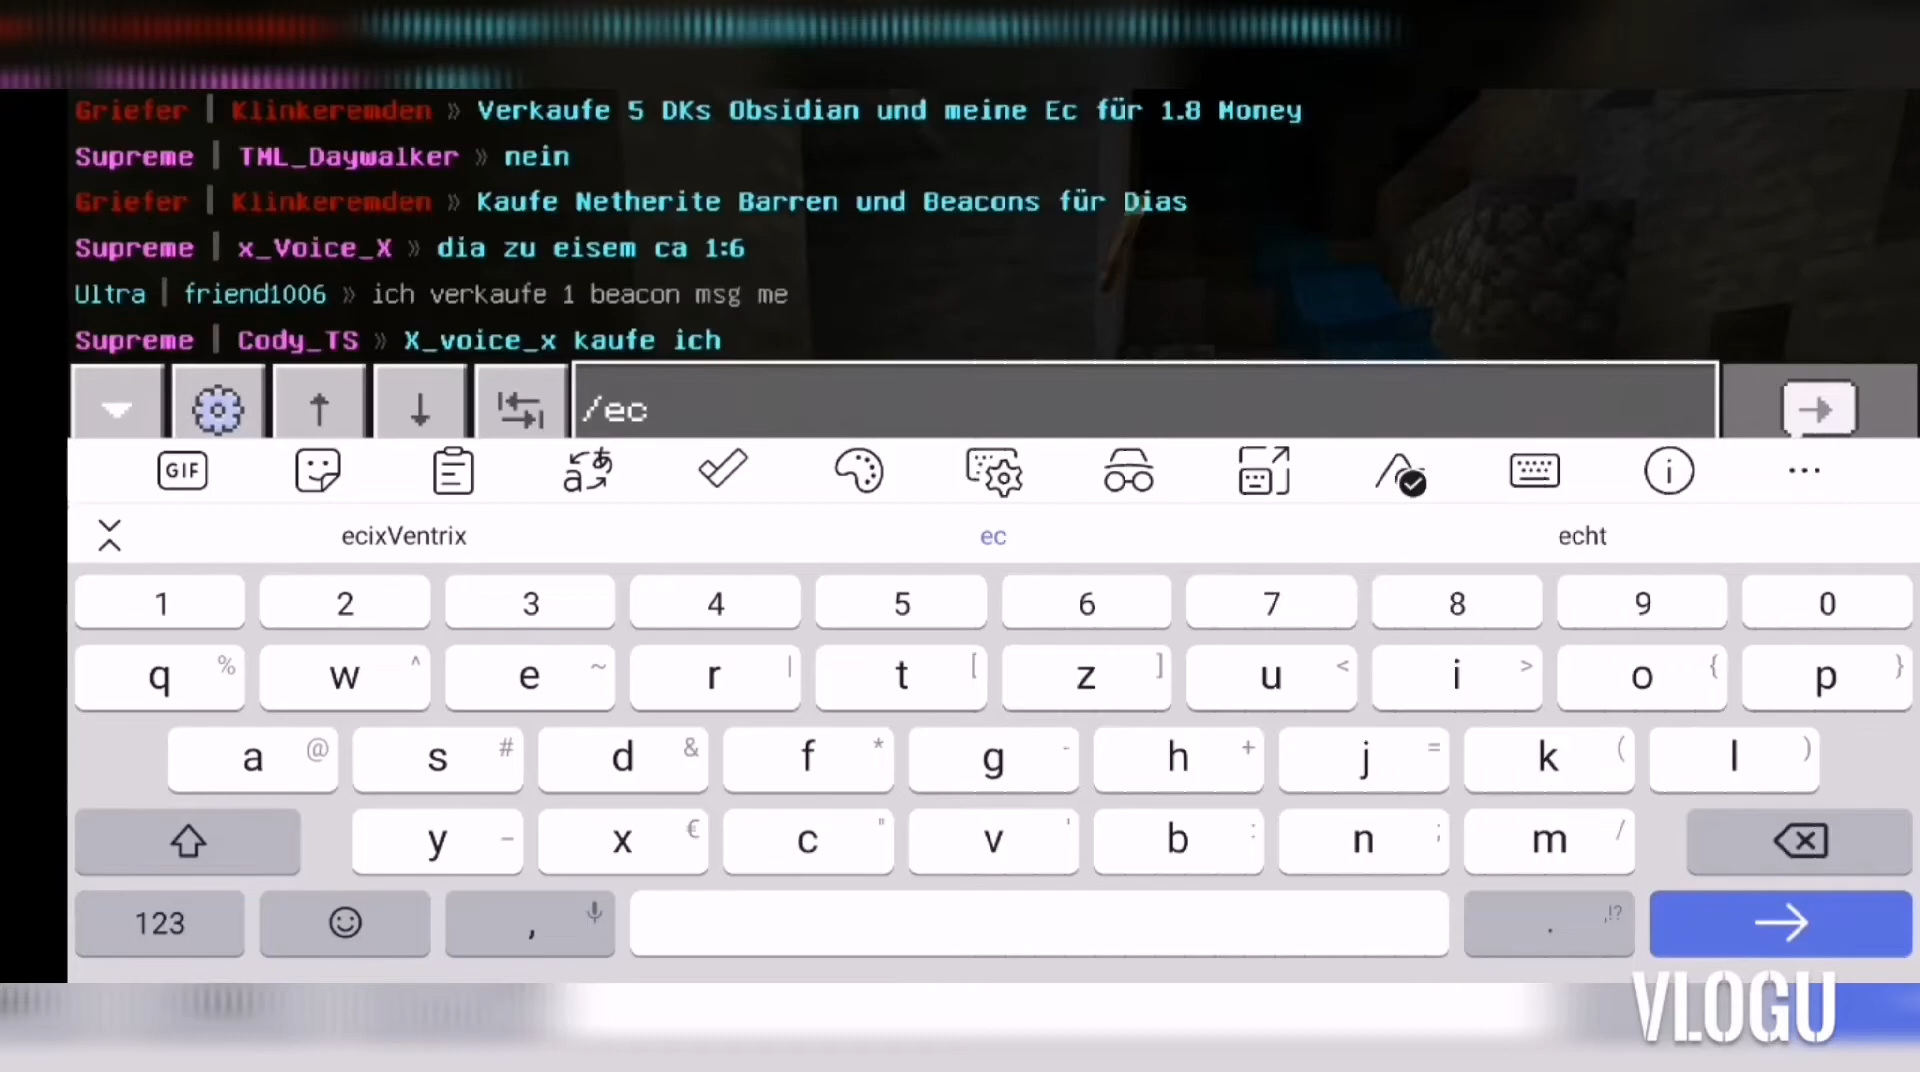 Griefer | Klinkeremden » Verkaufe 5 DKs Obsidian und meine Ec für 1.8 Money
Supreme | TML_Daywalker » nein
Griefer | Klinkeremden » Kaufe Netherite Barren und Beacons für Dias
Supreme | x_Voice_X » dia zu eisem ca 1:6
Ultra | friend1006 » ich verkaufe 1 beacon msg me
Supreme | Cody_TS » X_voice_x kaufe ich
/ec
GIF
ecixVentrix ec echt
1 2 3 4 5 6 7 8 9 0
q % w ^ e ~ r | t [ z ] u < i > o { p }
a @ s # d & f * g - h + j = k ( l )
y _ x € c " v ' b : n ; m /
123 , . ,!?
VLOGU